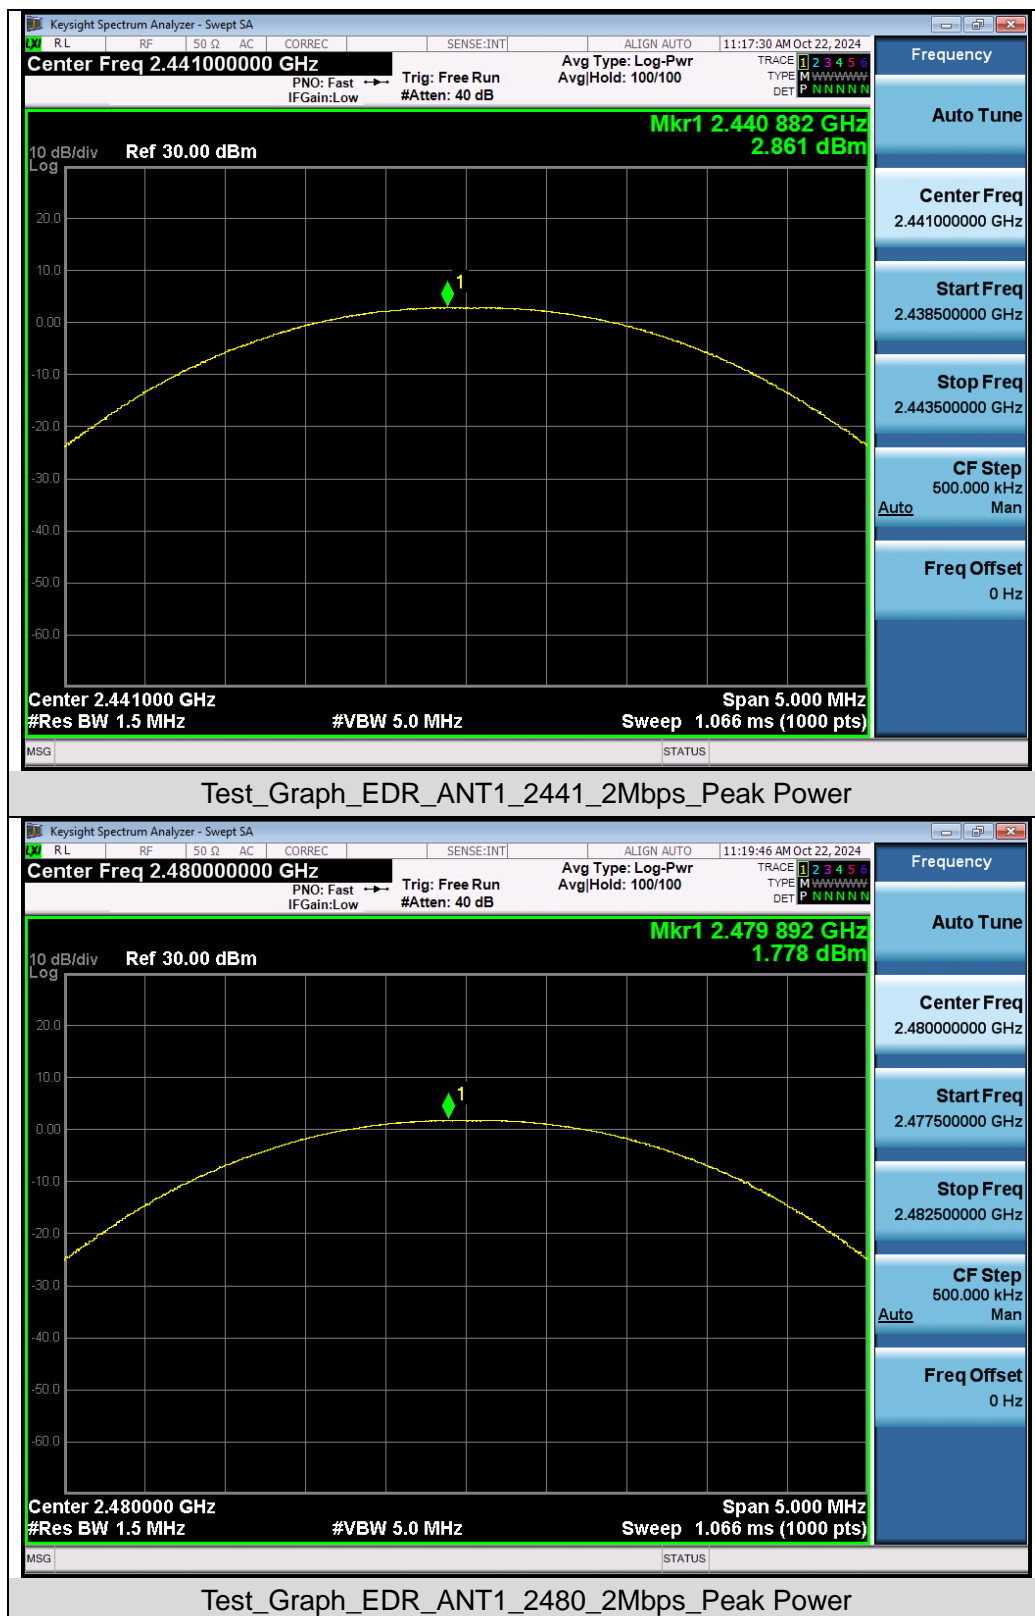 Keysight Spectrum Analyzer - Swept SA
LXI RL RF 50 Ω AC CORREC SENSE:INT ALIGN AUTO 11:17:30 AM Oct 22, 2024
Center Freq 2.441000000 GHz
PNO: Fast
IFGain:Low
Trig: Free Run
#Atten: 40 dB
Avg Type: Log-Pwr
Avg|Hold: 100/100
TRACE 1 2 3 4 5 6
TYPE M WWWWW
DET P N N N N N
Mkr1 2.440 882 GHz
2.861 dBm
10 dB/div Ref 30.00 dBm
Log
1
20.0
10.0
0.00
-10.0
-20.0
-30.0
-40.0
-50.0
-60.0
Center 2.441000 GHz Span 5.000 MHz
#Res BW 1.5 MHz #VBW 5.0 MHz Sweep 1.066 ms (1000 pts)
MSG STATUS
Frequency
Auto Tune
Center Freq
2.441000000 GHz
Start Freq
2.438500000 GHz
Stop Freq
2.443500000 GHz
CF Step
500.000 kHz
Auto Man
Freq Offset
0 Hz
Test_Graph_EDR_ANT1_2441_2Mbps_Peak Power
Keysight Spectrum Analyzer - Swept SA
LXI RL RF 50 Ω AC CORREC SENSE:INT ALIGN AUTO 11:19:46 AM Oct 22, 2024
Center Freq 2.480000000 GHz
PNO: Fast
IFGain:Low
Trig: Free Run
#Atten: 40 dB
Avg Type: Log-Pwr
Avg|Hold: 100/100
TRACE 1 2 3 4 5 6
TYPE M WWWWW
DET P N N N N N
Mkr1 2.479 892 GHz
1.778 dBm
10 dB/div Ref 30.00 dBm
Log
1
20.0
10.0
0.00
-10.0
-20.0
-30.0
-40.0
-50.0
-60.0
Center 2.480000 GHz Span 5.000 MHz
#Res BW 1.5 MHz #VBW 5.0 MHz Sweep 1.066 ms (1000 pts)
MSG STATUS
Frequency
Auto Tune
Center Freq
2.480000000 GHz
Start Freq
2.477500000 GHz
Stop Freq
2.482500000 GHz
CF Step
500.000 kHz
Auto Man
Freq Offset
0 Hz
Test_Graph_EDR_ANT1_2480_2Mbps_Peak Power